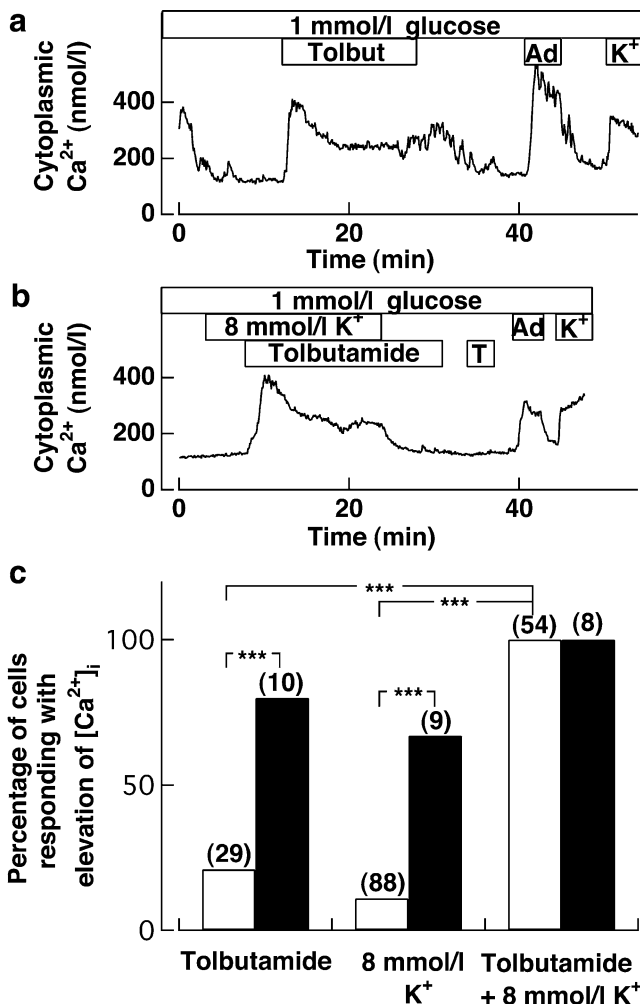 a
1 mmol/l glucose
Tolbut
Ad
K+
Cytoplasmic
Ca2+ (nmol/l)
400
200
0
0
20
40
Time (min)
b
1 mmol/l glucose
8 mmol/l K+
Ad
K+
Tolbutamide
T
Cytoplasmic
Ca2+ (nmol/l)
400
200
0
0
20
40
Time (min)
c
Percentage of cells
responding with
elevation of [Ca2+]i
100
50
0
***
***
(54)
(8)
***
(10)
***
(9)
(29)
(88)
Tolbutamide
8 mmol/l
K+
Tolbutamide
+ 8 mmol/l K+